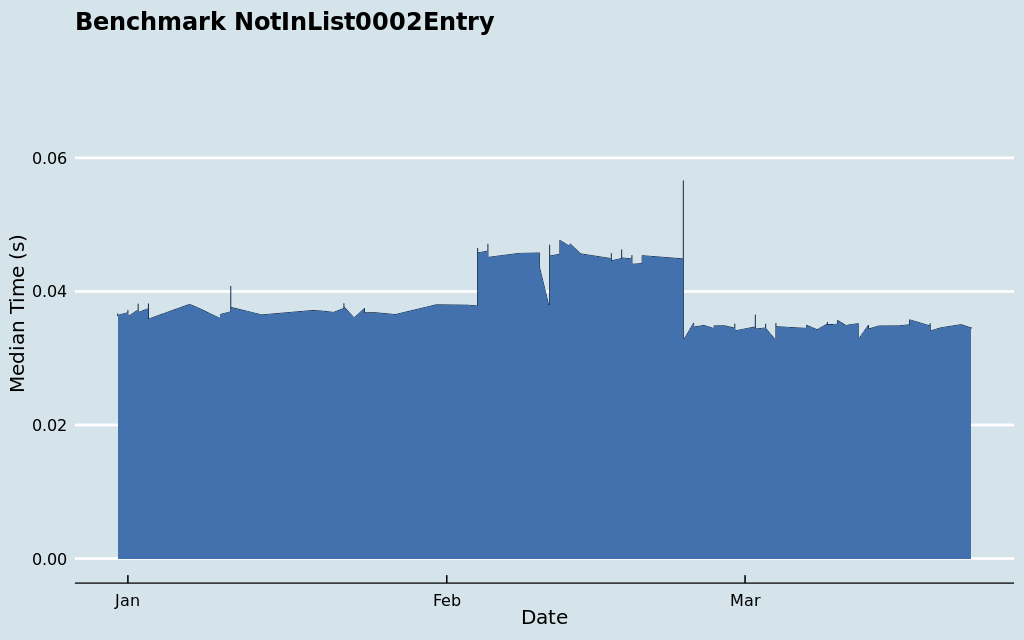 Benchmark NotInList0002Entry
0.06
0.04
0.02
0.00
Median Time (s)
Jan Feb Mar
Date